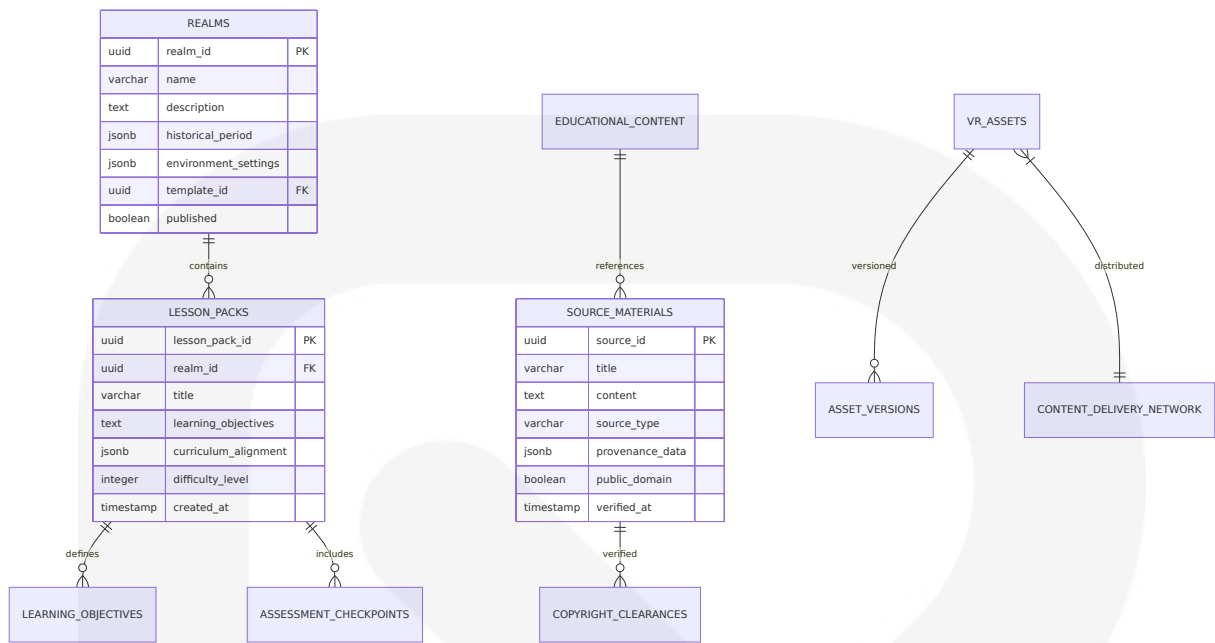 REALMS
uuid realm_id PK
varchar name
text description
jsonb historical_period
jsonb environment_settings
uuid template_id FK
boolean published
EDUCATIONAL_CONTENT
VR_ASSETS
contains
references
versioned
distributed
LESSON_PACKS
uuid lesson_pack_id PK
uuid realm_id FK
varchar title
text learning_objectives
jsonb curriculum_alignment
integer difficulty_level
timestamp created_at
SOURCE_MATERIALS
uuid source_id PK
varchar title
text content
varchar source_type
jsonb provenance_data
boolean public_domain
timestamp verified_at
ASSET_VERSIONS
CONTENT_DELIVERY_NETWORK
defines
includes
verified
LEARNING_OBJECTIVES
ASSESSMENT_CHECKPOINTS
COPYRIGHT_CLEARANCES